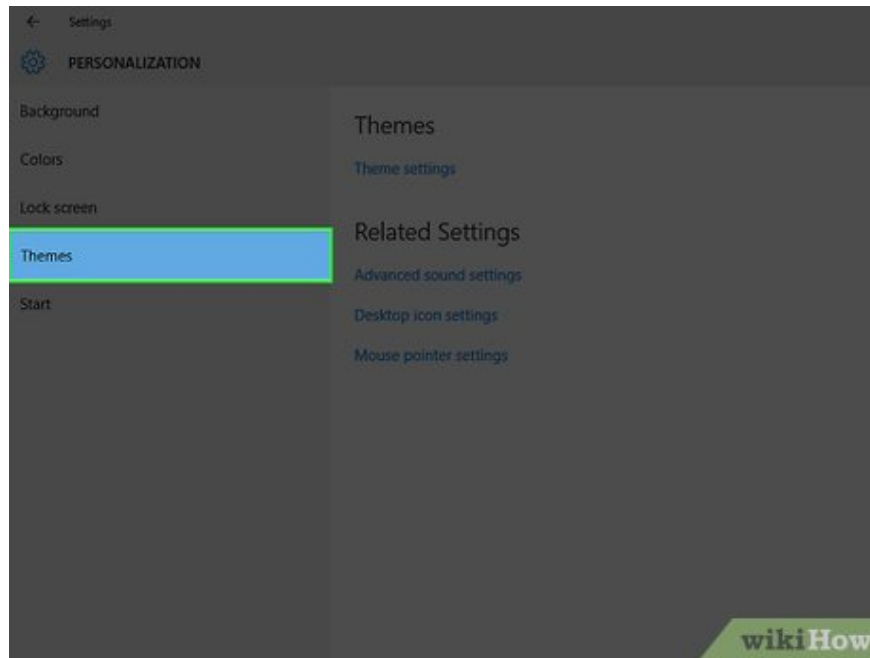 Settings
PERSONALIZATION
Background
Colors
Lock screen
Themes
Start
Themes
Theme settings
Related Settings
Advanced sound settings
Desktop icon settings
Mouse pointer settings
wikiHow